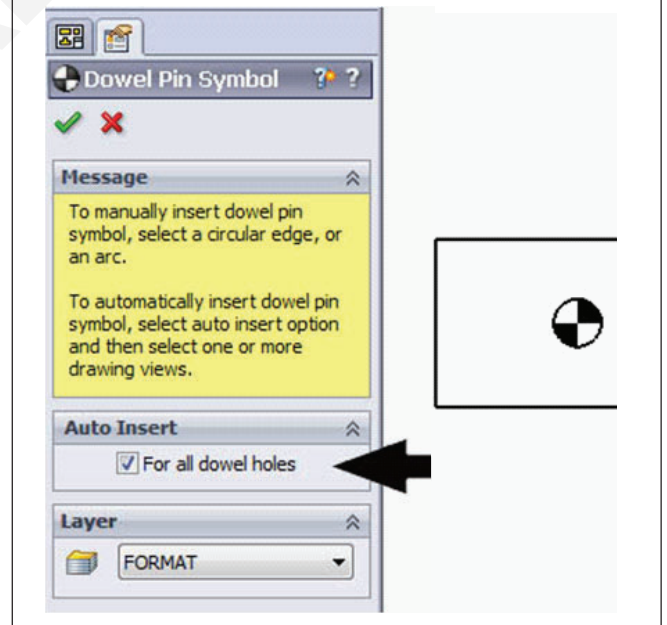 Dowel Pin Symbol ? ?
Message
To manually insert dowel pin
symbol, select a circular edge, or
an arc.
To automatically insert dowel pin
symbol, select auto insert option
and then select one or more
drawing views.
Auto Insert
For all dowel holes
Layer
FORMAT